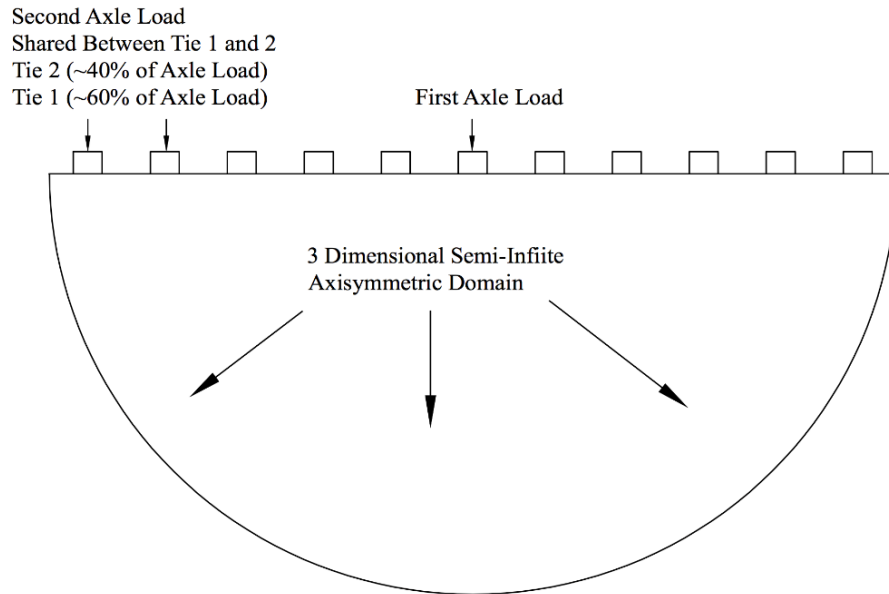 Second Axle Load
Shared Between Tie 1 and 2
Tie 2 (~40% of Axle Load)
Tie 1 (~60% of Axle Load)
First Axle Load
3 Dimensional Semi-Infiite
Axisymmetric Domain